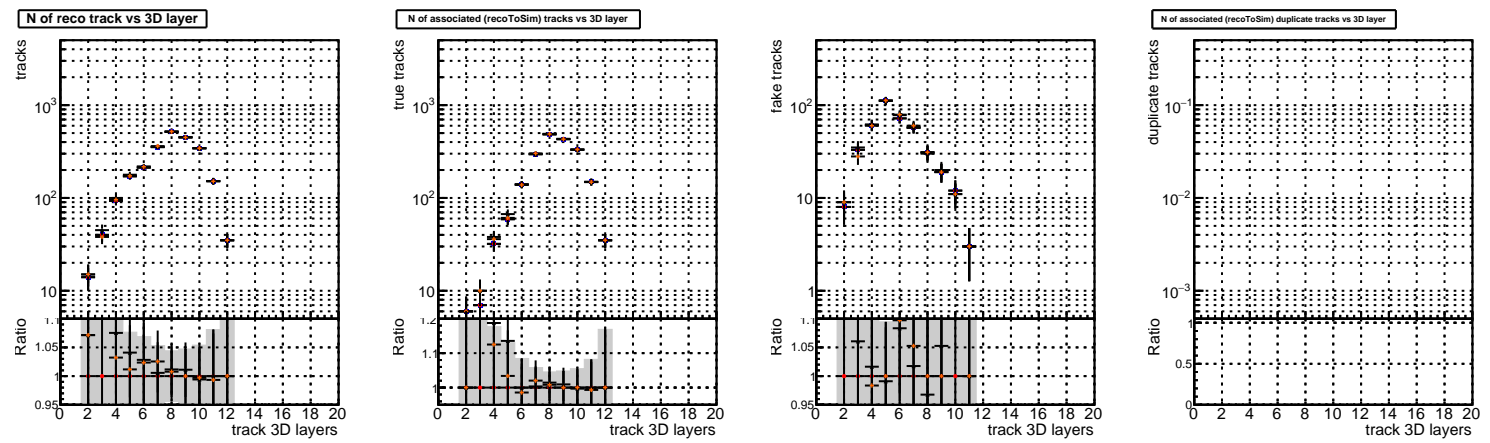 N of reco track vs 3D layer
tracks
10³
10²
10
Ratio
1.1
1.05
1
0.95
0 2 4 6 8 10 12 14 16 18 20
track 3D layers
N of associated (recoToSim) tracks vs 3D layer
true tracks
10³
10²
10
Ratio
1.2
1.1
1
0 2 4 6 8 10 12 14 16 18 20
track 3D layers
fake tracks
10²
10
1
Ratio
1.1
1.05
1
0.95
0 2 4 6 8 10 12 14 16 18 20
track 3D layers
N of associated (recoToSim) duplicate tracks vs 3D layer
duplicate tracks
10⁻¹
10⁻²
10⁻³
Ratio
1
0.5
0
0 2 4 6 8 10 12 14 16 18 20
track 3D layers